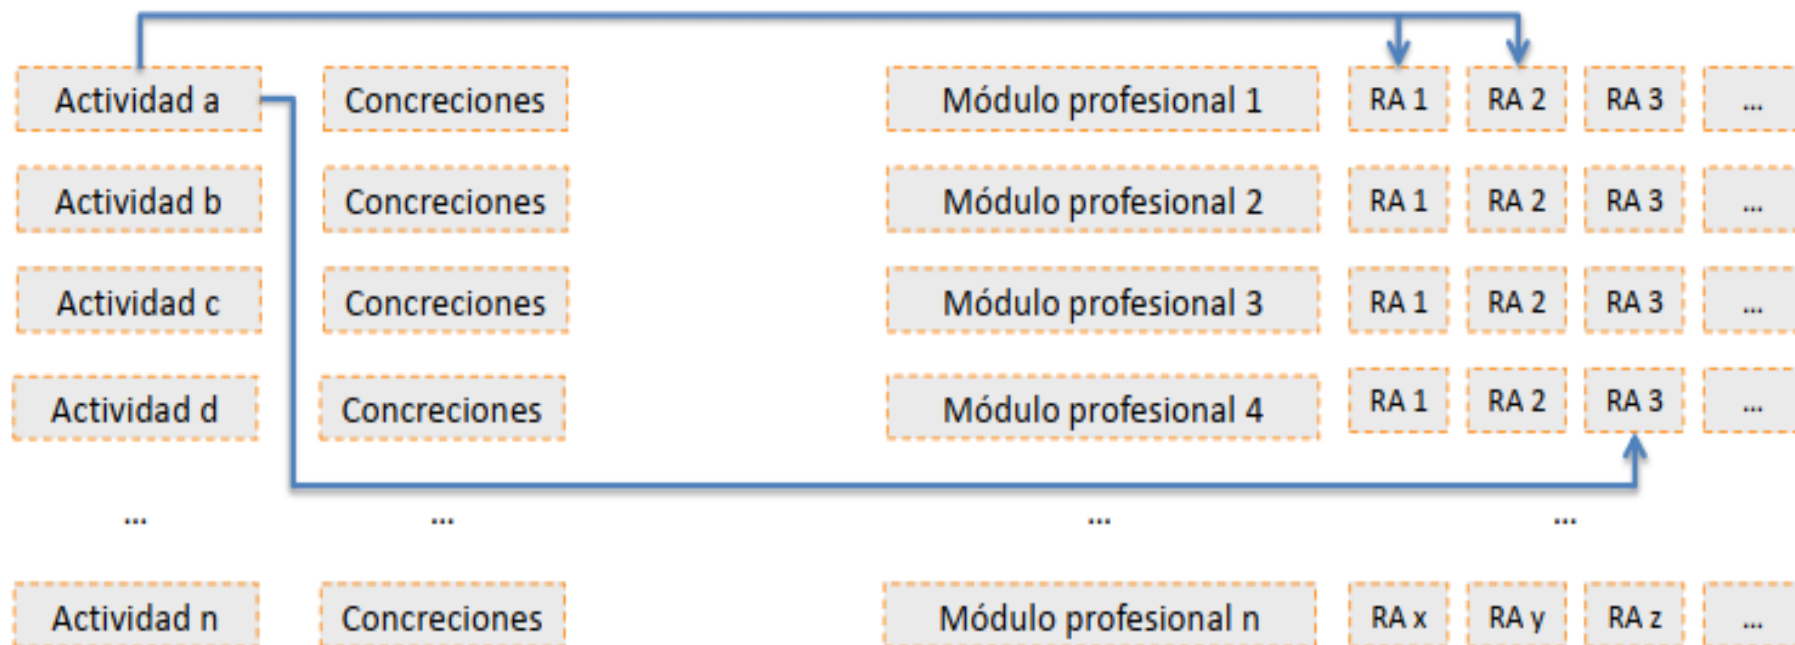 Actividad a Concreciones Módulo profesional 1 RA 1 RA 2 RA 3 ...
Actividad b Concreciones Módulo profesional 2 RA 1 RA 2 RA 3 ...
Actividad c Concreciones Módulo profesional 3 RA 1 RA 2 RA 3 ...
Actividad d Concreciones Módulo profesional 4 RA 1 RA 2 RA 3 ...
... ... ... ...
Actividad n Concreciones Módulo profesional n RA x RA y RA z ...